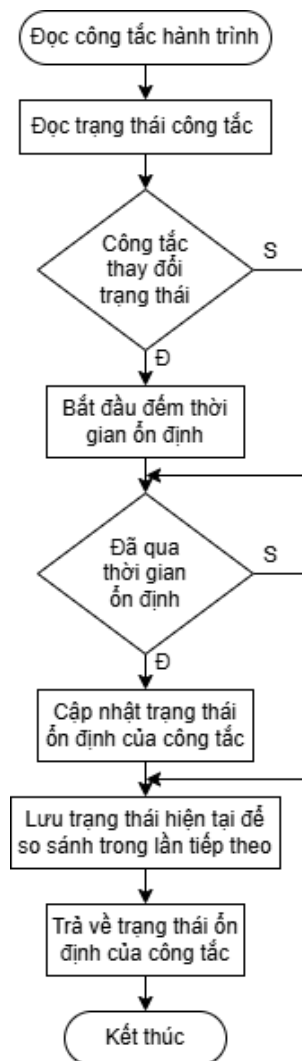 Đọc công tắc hành trình
Đọc trạng thái công tắc
Công tắc
thay đổi
trạng thái
S
Đ
Bắt đầu đếm thời
gian ổn định
Đã qua
thời gian
ổn định
S
Đ
Cập nhật trạng thái
ổn định của công tắc
Lưu trạng thái hiện tại để
so sánh trong lần tiếp theo
Trả về trạng thái ổn
định của công tắc
Kết thúc